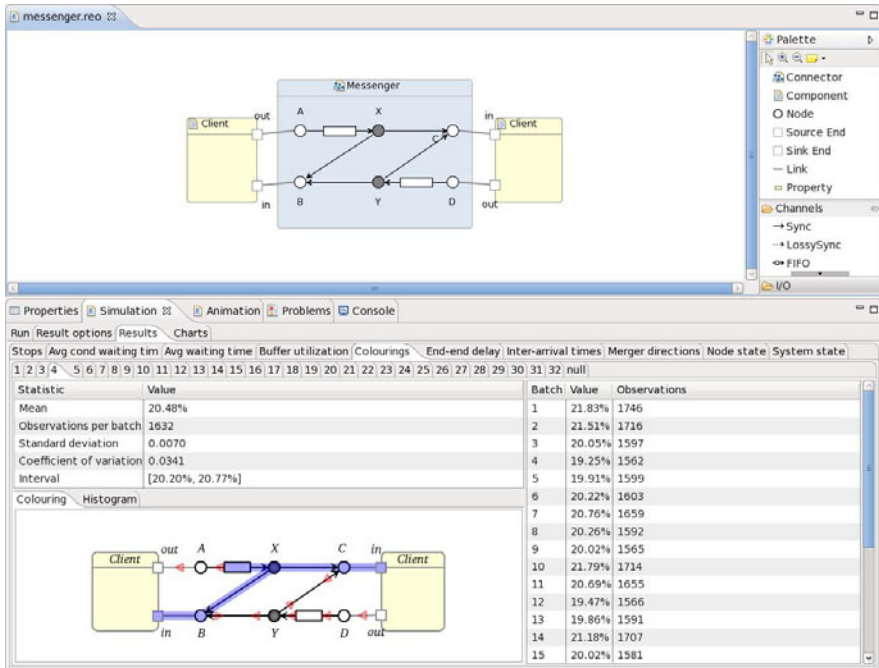 messenger.reo
Messenger
Client
out
A
X
C
in
Client
in
B
Y
D
out
Palette
Connector
Component
Node
Source End
Sink End
Link
Property
Channels
Sync
LossySync
FIFO
I/O
Properties Simulation Animation Problems Console
Run Result options Results Charts
Stops Avg cond waiting tim Avg waiting time Buffer utilization Colourings End-end delay Inter-arrival times Merger directions Node state System state
1 2 3 4 5 6 7 8 9 10 11 12 13 14 15 16 17 18 19 20 21 22 23 24 25 26 27 28 29 30 31 32 null
Statistic Value
Mean 20.48%
Observations per batch 1632
Standard deviation 0.0070
Coefficient of variation 0.0341
Interval [20.20%, 20.77%]
Colouring Histogram
Client
out
A
X
C
in
Client
in
B
Y
D
out
Batch Value Observations
1 21.83% 1746
2 21.51% 1716
3 20.05% 1597
4 19.25% 1562
5 19.91% 1599
6 20.22% 1603
7 20.76% 1659
8 20.26% 1592
9 20.02% 1565
10 21.79% 1714
11 20.69% 1655
12 19.47% 1566
13 19.86% 1591
14 21.18% 1707
15 20.02% 1581